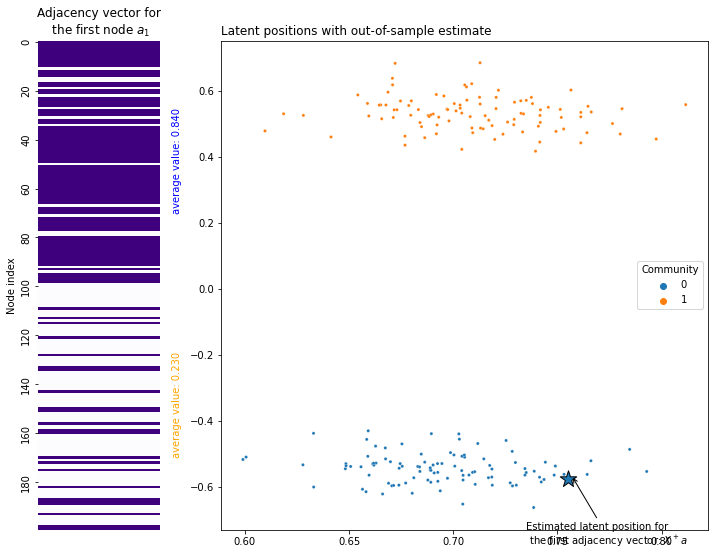 Adjacency vector for
the first node a₁
Latent positions with out-of-sample estimate
Node index
0
20
40
60
80
100
120
140
160
180
average value: 0.840
average value: 0.230
0.6
0.4
0.2
0.0
−0.2
−0.4
−0.6
Community
0
1
0.60
0.65
0.70
0.75
0.80
Estimated latent position for
the first adjacency vector: X̂⁺a